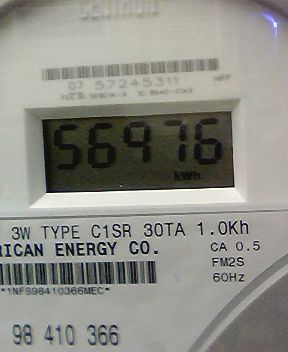 CENTRON
07 57245311
56976
kWh
3W TYPE C1SR 30TA 1.0Kh
RICAN ENERGY CO.
CA 0.5
FM2S
60Hz
*1NFS98410366MEC*
98 410 366